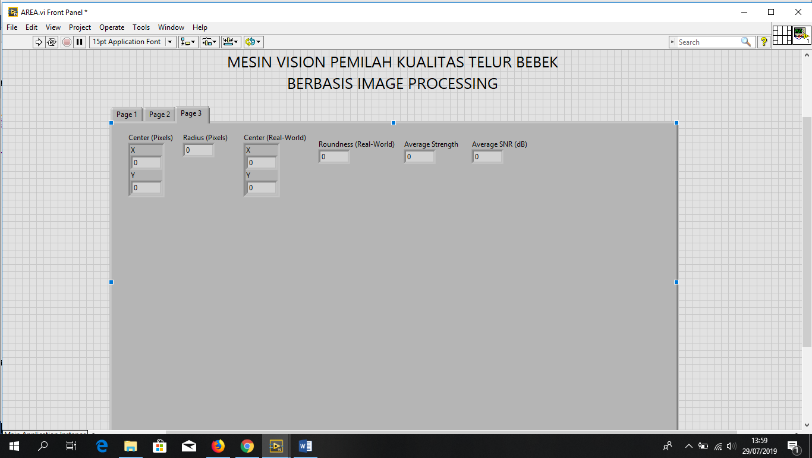 AREA.vi Front Panel *
File Edit View Project Operate Tools Window Help
15pt Application Font
Search
MESIN VISION PEMILAH KUALITAS TELUR BEBEK
BERBASIS IMAGE PROCESSING
Page 1 Page 2 Page 3
Center (Pixels) Radius (Pixels) Center (Real-World) Roundness (Real-World) Average Strength Average SNR (dB)
X 0 X 0 0 0
0 0
Y Y
0 0
13:59
29/07/2019